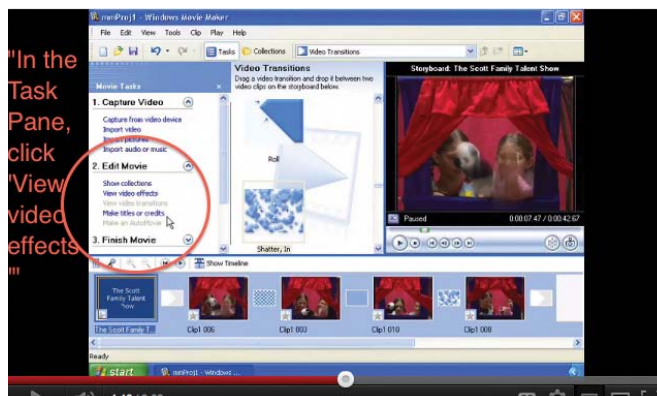 mmProj1 - Windows Movie Maker
File Edit View Tools Clip Play Help
Tasks Collections Video Transitions
"In the
Task
Pane,
click
'View
video
effects
'"
Movie Tasks
1. Capture Video
Capture from video device
Import video
Import pictures
Import audio or music
2. Edit Movie
Show collections
View video effects
View video transitions
Make titles or credits
Make an AutoMovie
3. Finish Movie
Video Transitions
Drag a video transition and drop it between two
video clips on the storyboard below.
Roll
Shatter, In
Storyboard: The Scott Family Talent Show
Paused
0:00:07.47 / 0:00:42.67
Show Timeline
The Scott
Family Talent
Show
The Scott Family T...
Clip1 006
Clip1 003
Clip1 010
Clip1 008
Ready
start
mmProj1 - Windows ...